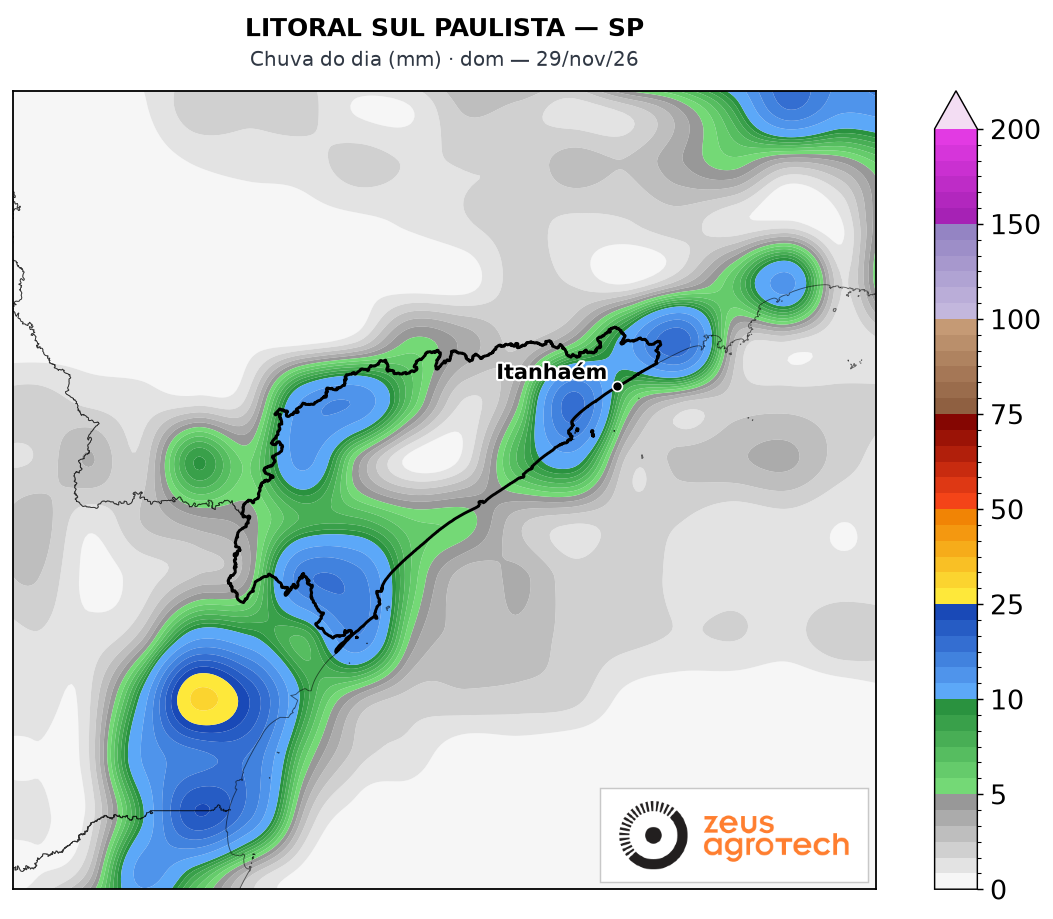 LITORAL SUL PAULISTA — SP
Chuva do dia (mm) · dom — 29/nov/26
200
150
100
75
50
25
10
5
0
Itanhaém
zeus
agrotech